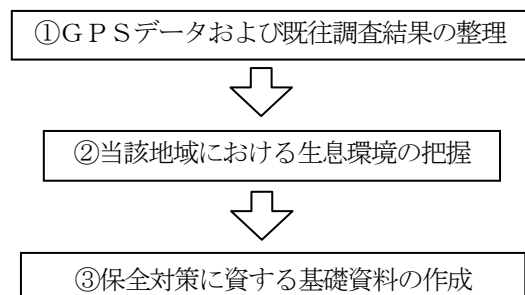 ①ＧＰＳデータおよび既往調査結果の整理
②当該地域における生息環境の把握
③保全対策に資する基礎資料の作成